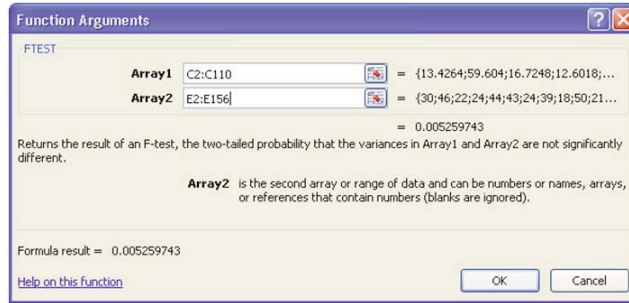 Function Arguments
FTEST
Array1 C2:C110 = {13.4264;59.604;16.7248;12.6018;...
Array2 E2:E156 = {30;46;22;24;44;43;24;39;18;50;21...
= 0.005259743
Returns the result of an F-test, the two-tailed probability that the variances in Array1 and Array2 are not significantly
different.
Array2 is the second array or range of data and can be numbers or names, arrays,
or references that contain numbers (blanks are ignored).
Formula result = 0.005259743
Help on this function OK Cancel